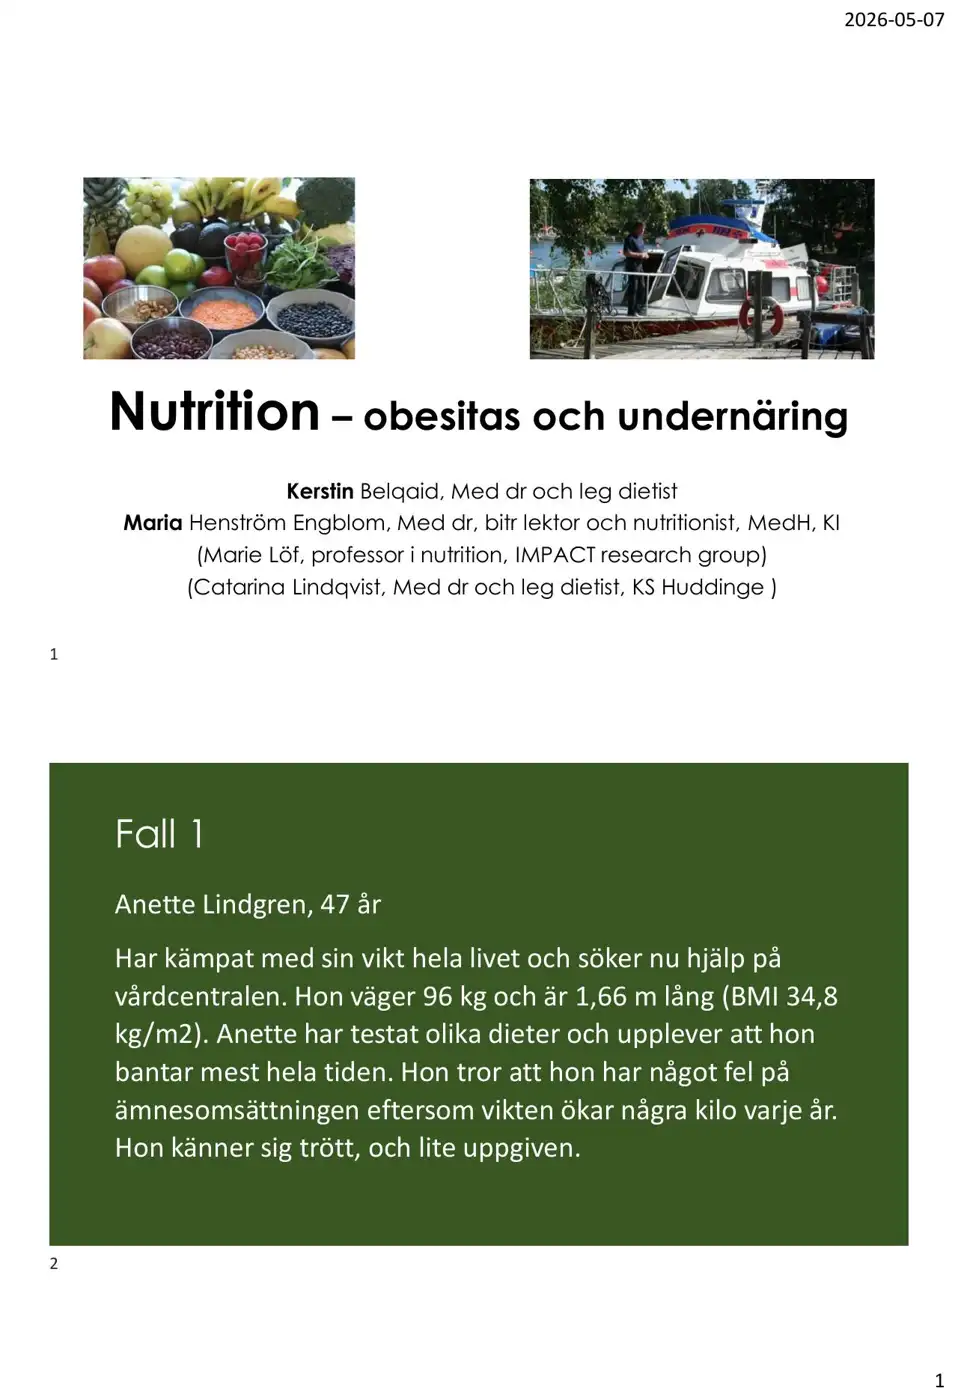 2026-05-07
Nutrition – obesitas och undernäring
Kerstin Belqaid, Med dr och leg dietist
Maria Henström Engblom, Med dr, bitr lektor och nutritionist, MedH, KI
(Marie Löf, professor i nutrition, IMPACT research group)
(Catarina Lindqvist, Med dr och leg dietist, KS Huddinge )
1
Fall 1
Anette Lindgren, 47 år
Har kämpat med sin vikt hela livet och söker nu hjälp på
vårdcentralen. Hon väger 96 kg och är 1,66 m lång (BMI 34,8
kg/m2). Anette har testat olika dieter och upplever att hon
bantar mest hela tiden. Hon tror att hon har något fel på
ämnesomsättningen eftersom vikten ökar några kilo varje år.
Hon känner sig trött, och lite uppgiven.
2
1